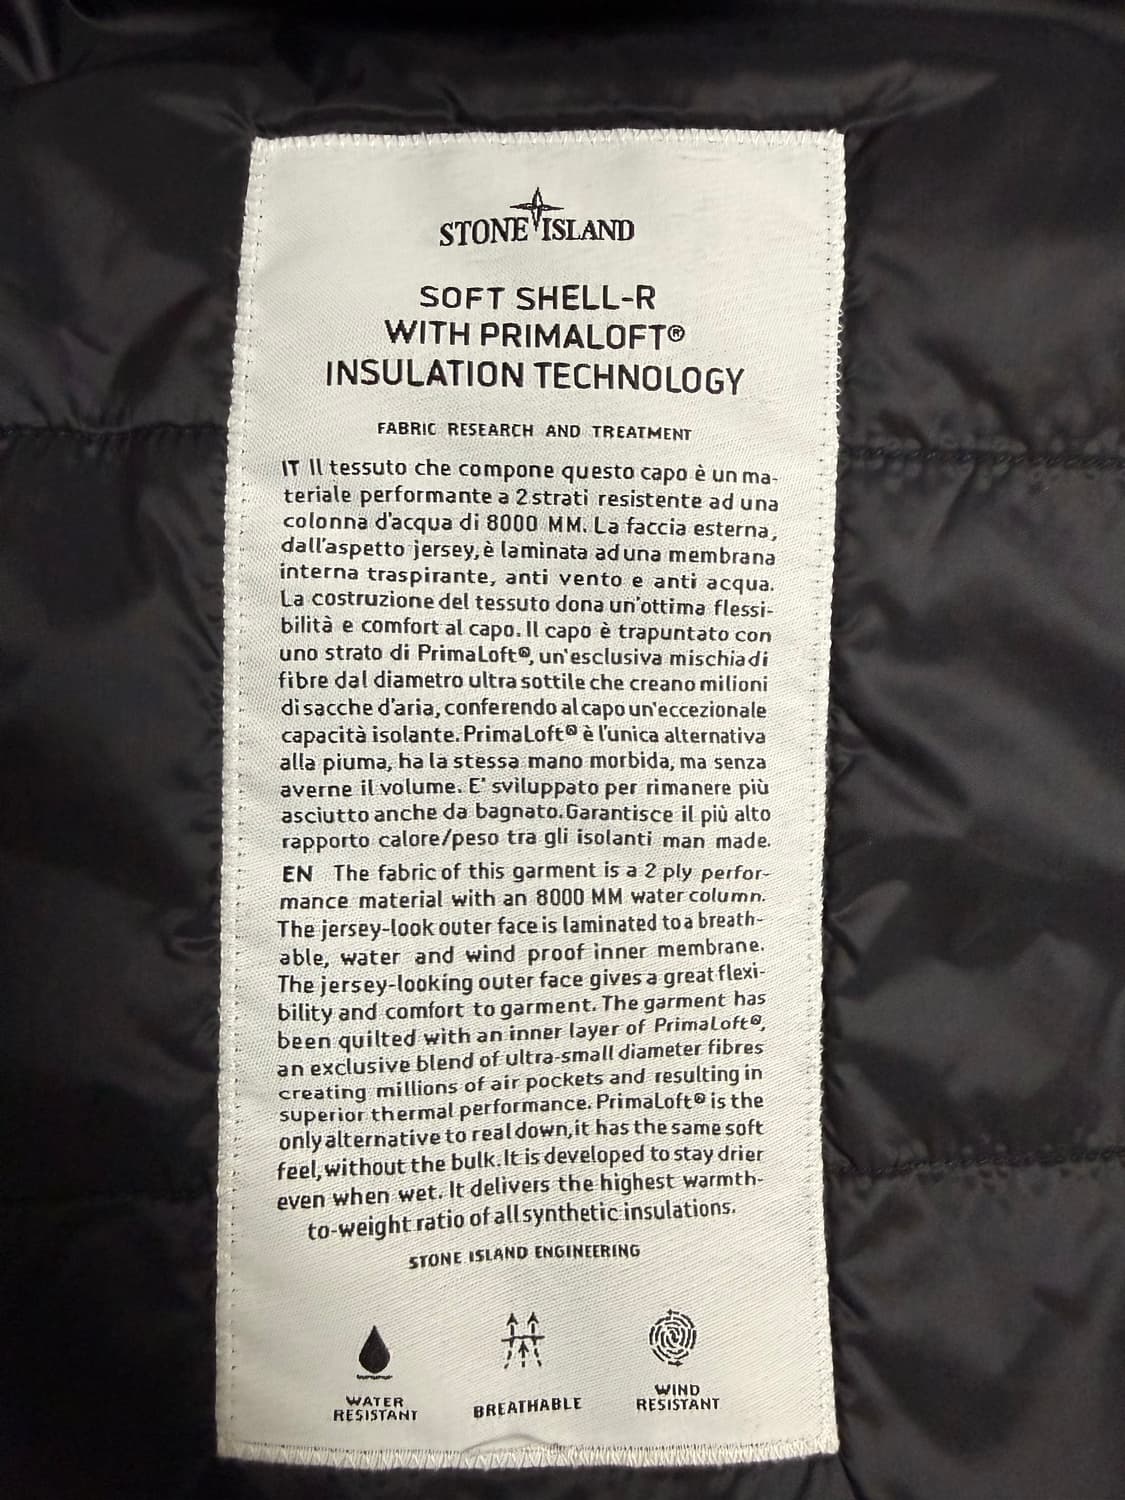 STONE ISLAND
SOFT SHELL-R
WITH PRIMALOFT®
INSULATION TECHNOLOGY
FABRIC RESEARCH AND TREATMENT
IT Il tessuto che compone questo capo è un ma-
teriale performante a 2 strati resistente ad una
colonna d'acqua di 8000 MM. La faccia esterna,
dall'aspetto jersey, è laminata ad una membrana
interna traspirante, anti vento e anti acqua.
La costruzione del tessuto dona un'ottima flessi-
bilità e comfort al capo. Il capo è trapuntato con
uno strato di PrimaLoft®, un'esclusiva mischia di
fibre dal diametro ultra sottile che creano milioni
di sacche d'aria, conferendo al capo un'eccezionale
capacità isolante. PrimaLoft® è l'unica alternativa
alla piuma, ha la stessa mano morbida, ma senza
averne il volume. E' sviluppato per rimanere più
asciutto anche da bagnato. Garantisce il più alto
rapporto calore/peso tra gli isolanti man made.
EN The fabric of this garment is a 2 ply perfor-
mance material with an 8000 MM water column.
The jersey-look outer face is laminated to a breath-
able, water and wind proof inner membrane.
The jersey-looking outer face gives a great flexi-
bility and comfort to garment. The garment has
been quilted with an inner layer of PrimaLoft®,
an exclusive blend of ultra-small diameter fibres
creating millions of air pockets and resulting in
superior thermal performance. PrimaLoft® is the
only alternative to real down, it has the same soft
feel, without the bulk. It is developed to stay drier
even when wet. It delivers the highest warmth-
to-weight ratio of all synthetic insulations.
STONE ISLAND ENGINEERING
WATER
RESISTANT
BREATHABLE
WIND
RESISTANT